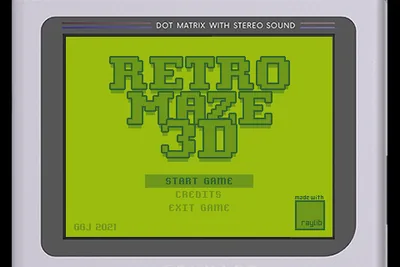 DOT MATRIX WITH STEREO SOUND
RETRO
MAZE
3D
START GAME
CREDITS
EXIT GAME
made with
raylib
GGJ 2021